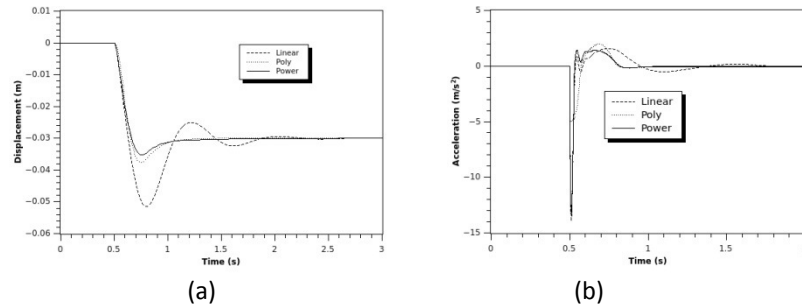 0.01
0
-0.01
-0.02
-0.03
-0.04
-0.05
-0.06
Displacement (m)
Linear
Poly
Power
0
0.5
1
1.5
2
2.5
3
Time (s)
(a)
5
0
-5
-10
-15
Acceleration (m/s²)
Linear
Poly
Power
0
0.5
1
1.5
Time (s)
(b)